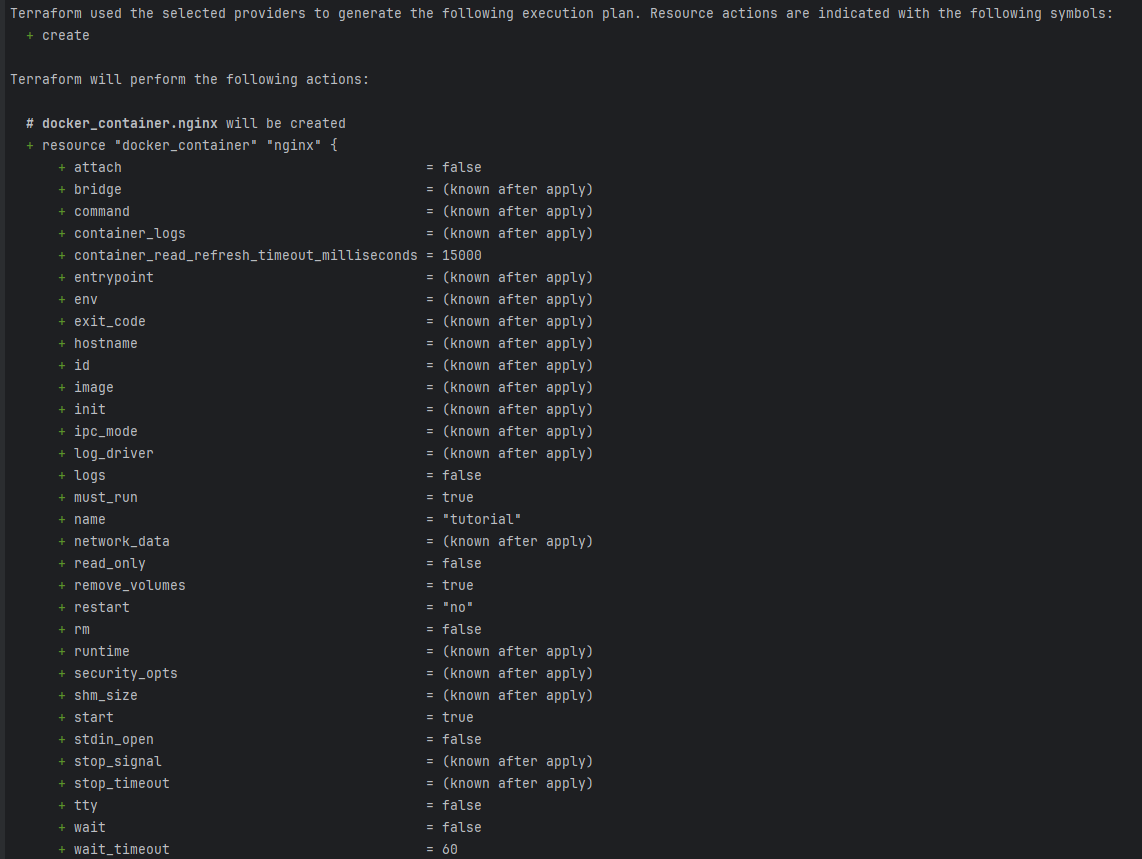 Terraform used the selected providers to generate the following execution plan. Resource actions are indicated with the following symbols:
  + create

Terraform will perform the following actions:

  # docker_container.nginx will be created
  + resource "docker_container" "nginx" {
      + attach                                      = false
      + bridge                                      = (known after apply)
      + command                                     = (known after apply)
      + container_logs                              = (known after apply)
      + container_read_refresh_timeout_milliseconds = 15000
      + entrypoint                                  = (known after apply)
      + env                                         = (known after apply)
      + exit_code                                   = (known after apply)
      + hostname                                    = (known after apply)
      + id                                          = (known after apply)
      + image                                       = (known after apply)
      + init                                        = (known after apply)
      + ipc_mode                                    = (known after apply)
      + log_driver                                  = (known after apply)
      + logs                                        = false
      + must_run                                    = true
      + name                                        = "tutorial"
      + network_data                                = (known after apply)
      + read_only                                   = false
      + remove_volumes                              = true
      + restart                                     = "no"
      + rm                                          = false
      + runtime                                     = (known after apply)
      + security_opts                               = (known after apply)
      + shm_size                                    = (known after apply)
      + start                                       = true
      + stdin_open                                  = false
      + stop_signal                                 = (known after apply)
      + stop_timeout                                = (known after apply)
      + tty                                         = false
      + wait                                        = false
      + wait_timeout                                = 60